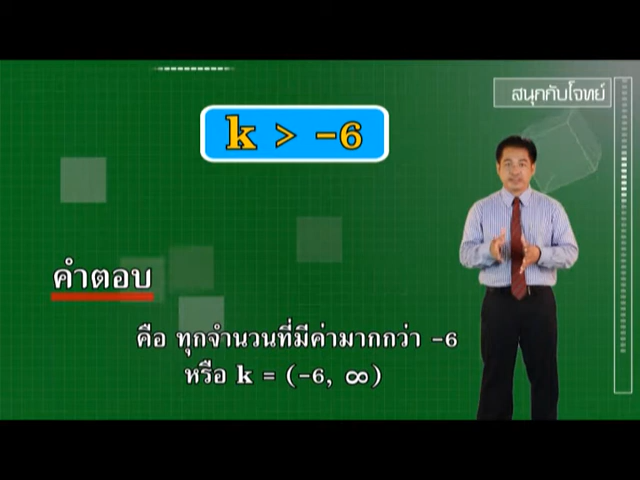 สนุกกับโจทย์
k > -6
คำตอบ
คือ ทุกจำนวนที่มีค่ามากกว่า -6
หรือ k = (-6, ∞)